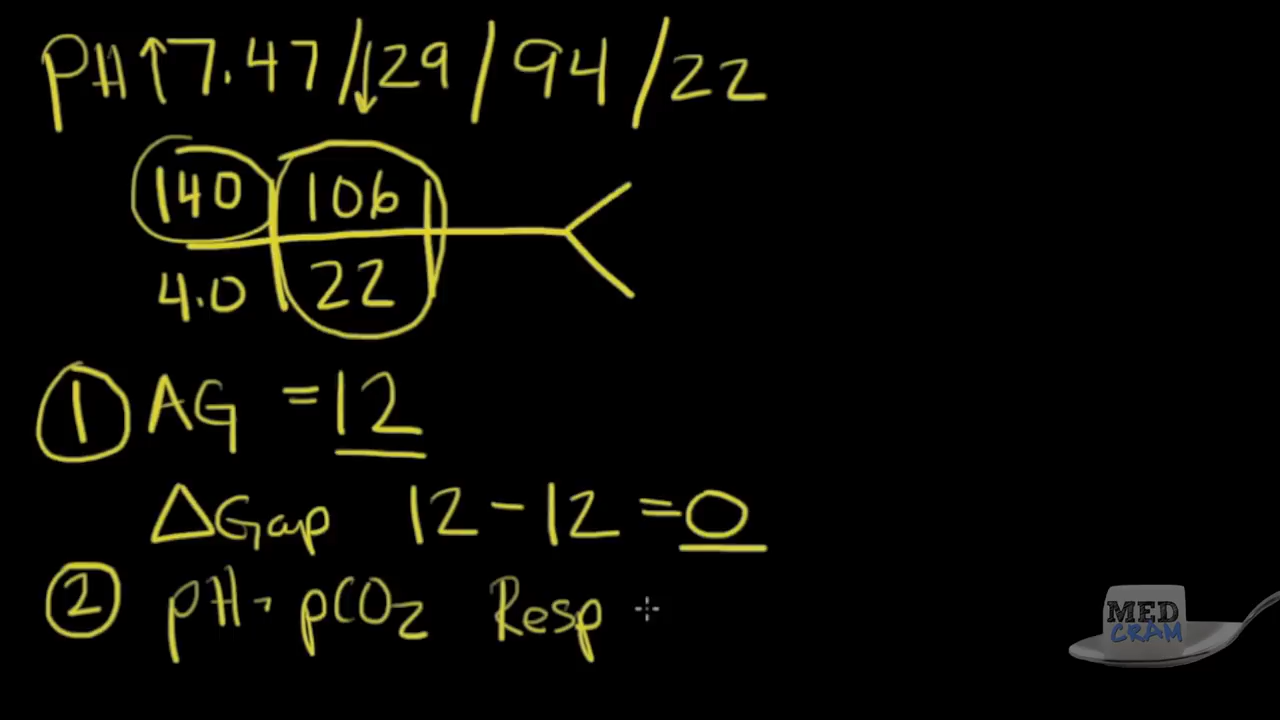 pH ↑ 7.47 / ↓ 29 / 94 / 22
140 106
4.0 22
1 AG = 12
ΔGap 12 - 12 = 0
2 pH, pCO2 Resp
MED
CRAM